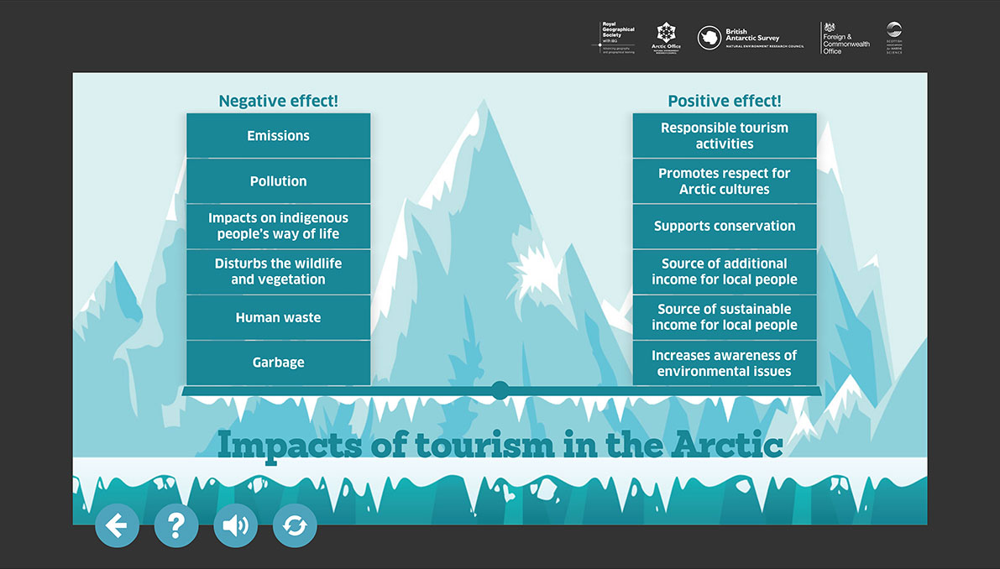 Royal
Geographical
Society
with IBG
Advancing geography
and geographical learning
Arctic Office
NATURAL ENVIRONMENT
RESEARCH COUNCIL
British
Antarctic Survey
NATURAL ENVIRONMENT RESEARCH COUNCIL
Foreign &
Commonwealth
Office
SCOTTISH
ASSOCIATION
for MARINE
SCIENCE
Negative effect!
Emissions
Pollution
Impacts on indigenous
people’s way of life
Disturbs the wildlife
and vegetation
Human waste
Garbage
Positive effect!
Responsible tourism
activities
Promotes respect for
Arctic cultures
Supports conservation
Source of additional
income for local people
Source of sustainable
income for local people
Increases awareness of
environmental issues
Impacts of tourism in the Arctic
?